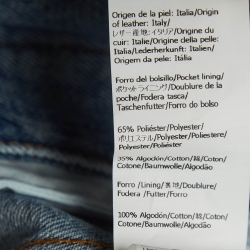 Origen de la piel: Italia/Origin
of leather: Italy/
レザー産地:イタリア/Origine du
cuir: Italie/Origine della pelle:
Italia/Lederherkunft: Italien/
Origem da pele: Itália
Forro del bolsillo/Pocket lining/
ポケットライニング/Doublure de la
poche/Fodera tasca/
Taschenfutter/Forro do bolso
65% Poliéster/Polyester/
ポリエステル/Polyester/Poliestere/
Polyester/Poliéster
35% Algodón/Cotton/綿/Coton/
Cotone/Baumwolle/Algodão
Forro /Lining/裏地/Doublure/
Fodera /Futter/Forro
100% Algodón/Cotton/綿/Coton/
Cotone/Baumwolle/Algodão